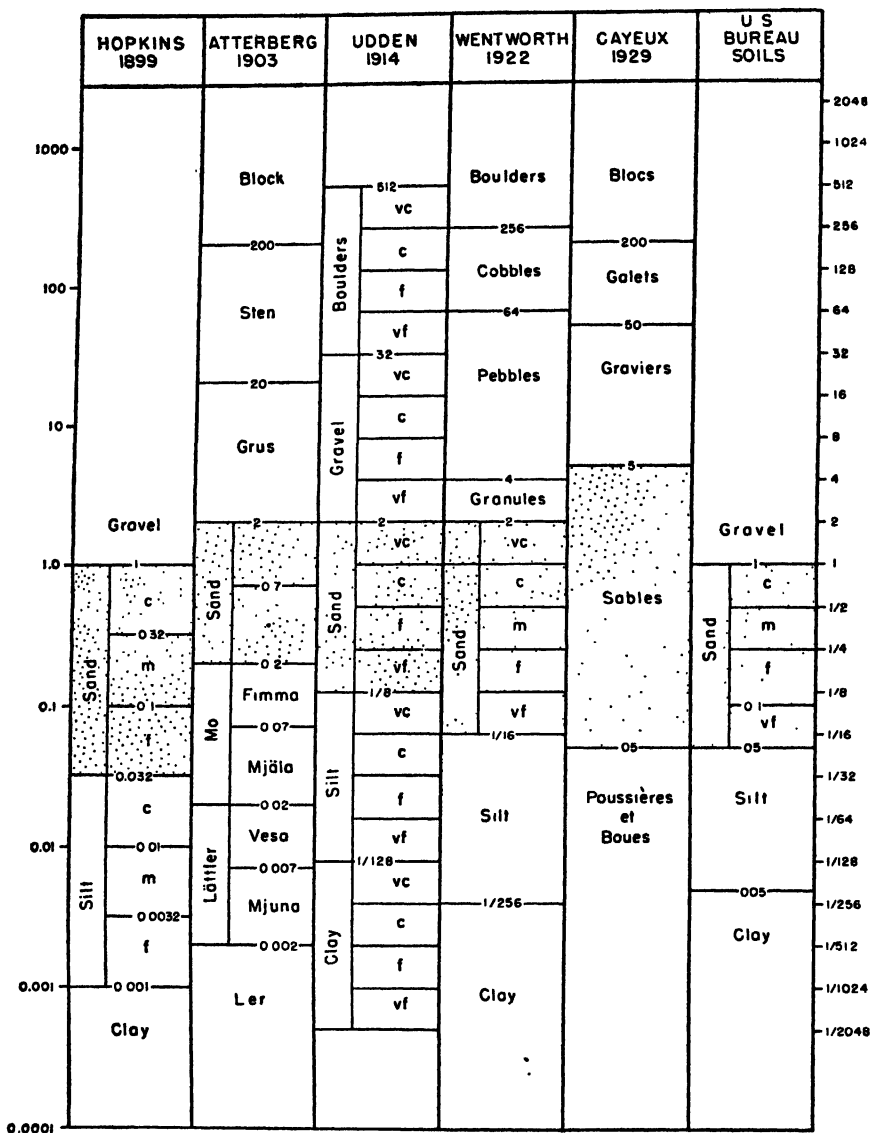 HOPKINS
1899
ATTERBERG
1903
UDDEN
1914
WENTWORTH
1922
CAYEUX
1929
U S
BUREAU
SOILS
1000
100
10
1.0
0.1
0.01
0.001
0.0001
Gravel
1
Sand
c
0.32
m
0.1
f
0.032
Silt
c
0.01
m
0.0032
f
0.001
Clay
Block
200
Sten
20
Grus
2
Sand
0.7
0.2
Mo
Fimma
0.07
Mjäla
0.02
Lättler
Vesa
0.007
Mjuna
0.002
Ler
512
Boulders
vc
c
f
vf
32
Gravel
vc
c
f
vf
2
Sand
vc
c
f
vf
1/8
Silt
vc
c
f
vf
1/128
Clay
vc
c
f
vf
Boulders
256
Cobbles
64
Pebbles
4
Granules
2
Sand
vc
c
m
f
vf
1/16
Silt
1/256
Clay
Blocs
200
Galets
50
Graviers
5
Sables
05
Poussières
et
Boues
Gravel
1
Sand
c
m
f
0.1
vf
05
Silt
005
Clay
2048
1024
512
256
128
64
32
16
8
4
2
1
1/2
1/4
1/8
1/16
1/32
1/64
1/128
1/256
1/512
1/1024
1/2048